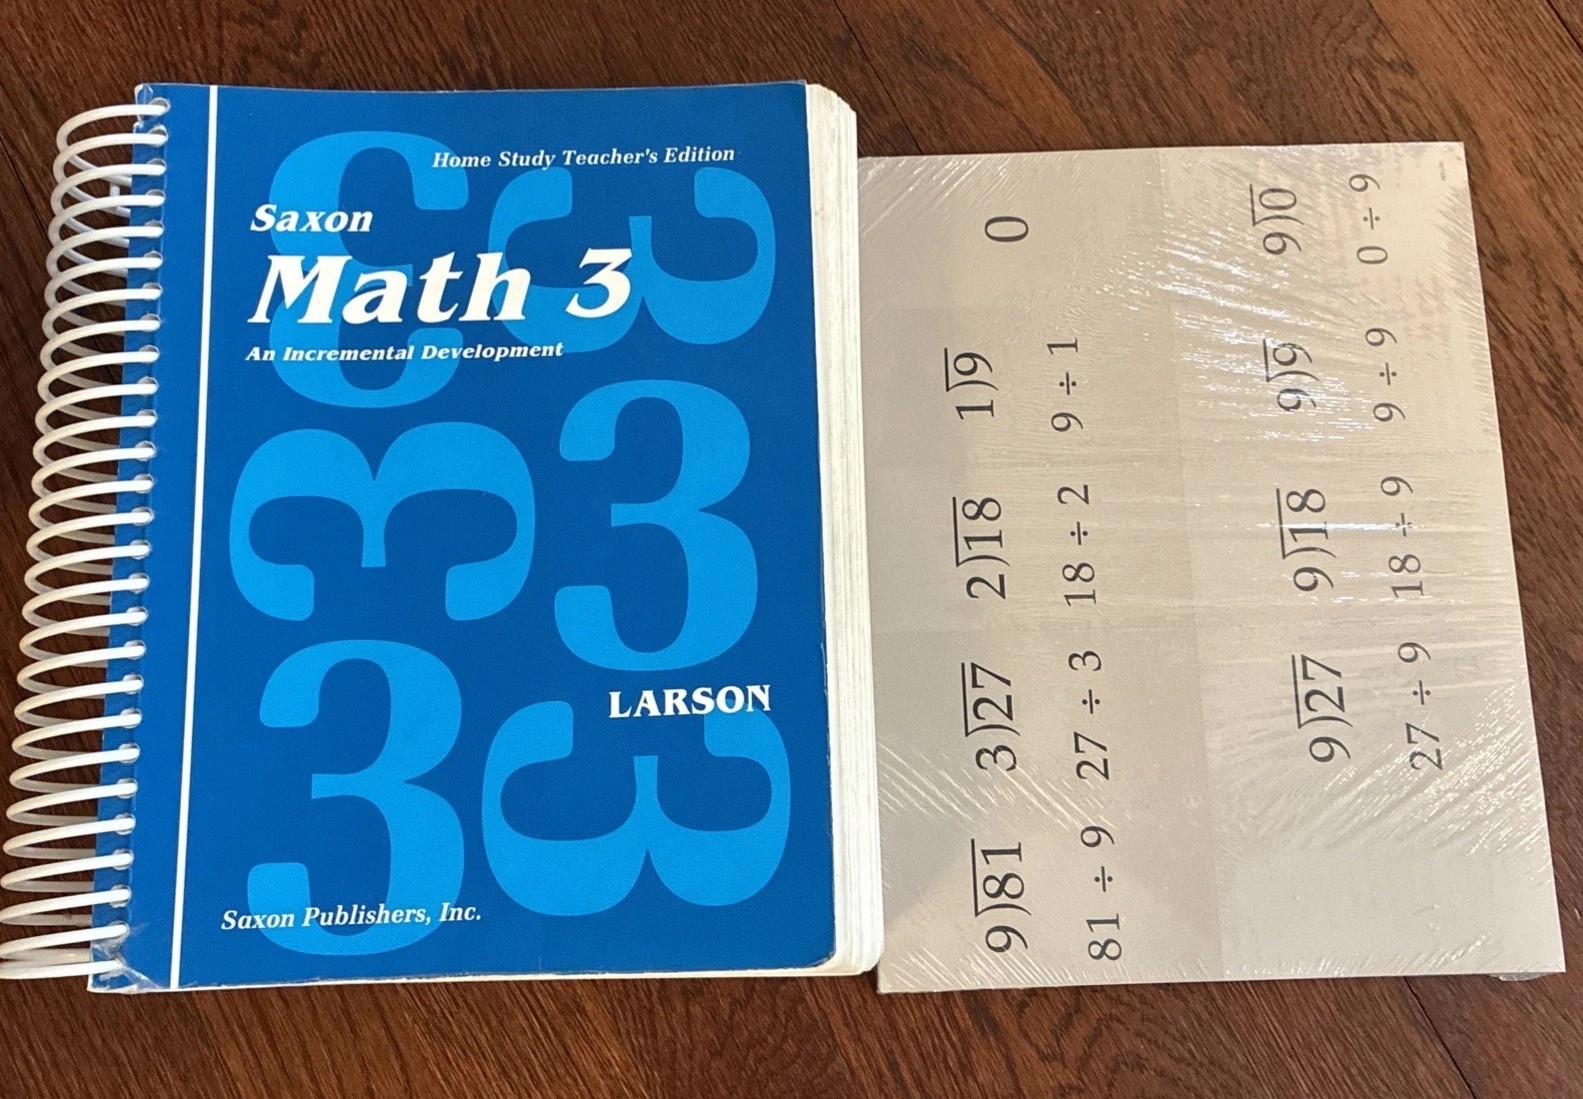 Home Study Teacher's Edition
Saxon
Math 3
An Incremental Development
LARSON
Saxon Publishers, Inc.
9)81 3)27 2)18 1)9 0
81 ÷ 9 27 ÷ 3 18 ÷ 2 9 ÷ 1
9)27 9)18 9)9 9)0
27 ÷ 9 18 ÷ 9 9 ÷ 9 0 ÷ 9